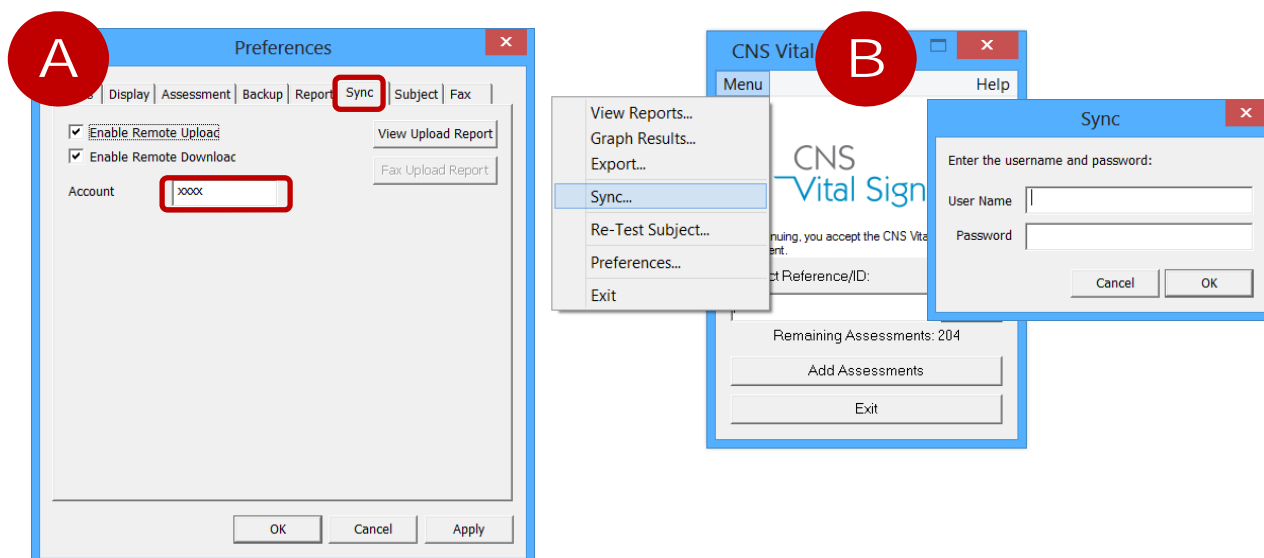 A
Preferences
Display Assessment Backup Report Sync Subject Fax
Enable Remote Upload
View Upload Report
Enable Remote Download
Fax Upload Report
Account xxxx
OK Cancel Apply
B
CNS Vital
Menu Help
View Reports...
Graph Results...
Export...
Sync...
Re-Test Subject...
Preferences...
Exit
CNS
Vital Sign
nuing, you accept the CNS Vita
ent.
ct Reference/ID:
Remaining Assessments: 204
Add Assessments
Exit
Sync
Enter the username and password:
User Name
Password
Cancel OK